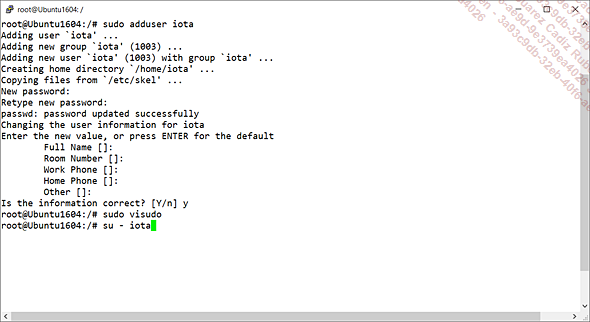 root@Ubuntu1604: /
root@Ubuntu1604:/# sudo adduser iota
Adding user `iota' ...
Adding new group `iota' (1003) ...
Adding new user `iota' (1003) with group `iota' ...
Creating home directory `/home/iota' ...
Copying files from `/etc/skel' ...
New password:
Retype new password:
passwd: password updated successfully
Changing the user information for iota
Enter the new value, or press ENTER for the default
Full Name []:
Room Number []:
Work Phone []:
Home Phone []:
Other []:
Is the information correct? [Y/n] y
root@Ubuntu1604:/# sudo visudo
root@Ubuntu1604:/# su - iota